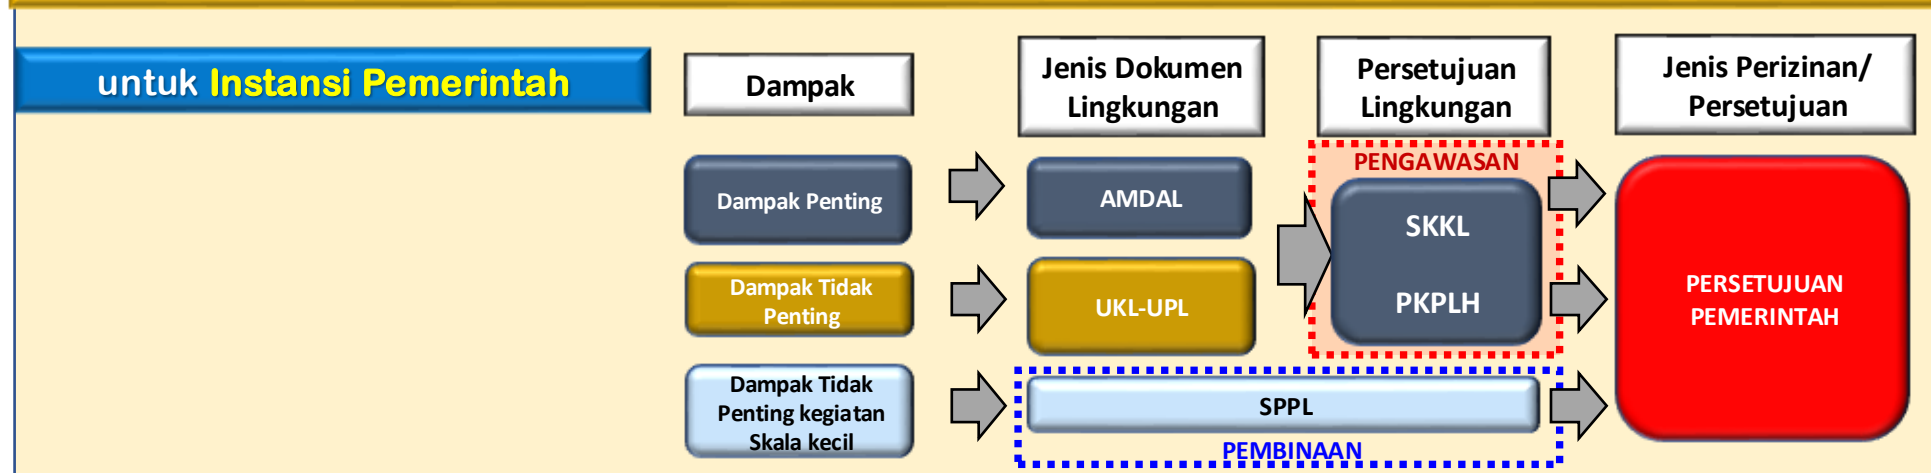 untuk Instansi Pemerintah
Dampak
Jenis Dokumen
Lingkungan
Persetujuan
Lingkungan
Jenis Perizinan/
Persetujuan
Dampak Penting
AMDAL
PENGAWASAN
SKKL
PKPLH
Dampak Tidak
Penting
UKL-UPL
PERSETUJUAN
PEMERINTAH
Dampak Tidak
Penting kegiatan
Skala kecil
SPPL
PEMBINAAN